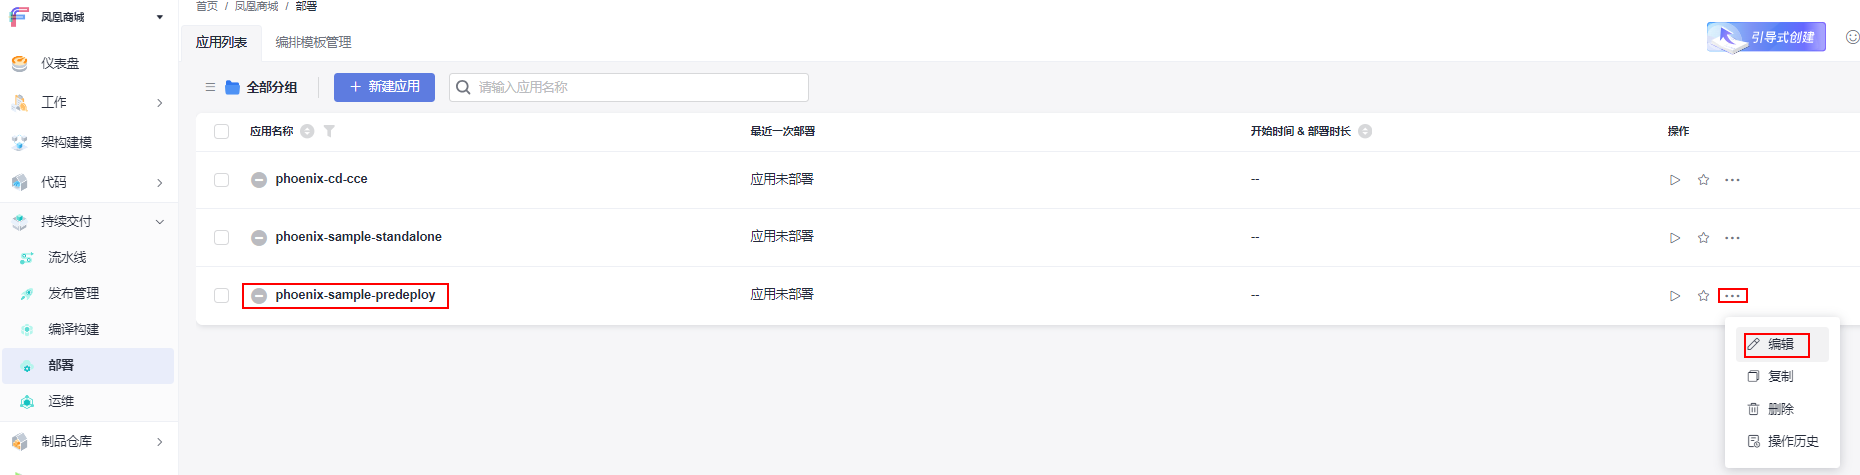 凤凰商城
首页 / 凤凰商城 / 部署
应用列表 编排模板管理
引导式创建
仪表盘
工作
架构建模
代码
持续交付
流水线
发布管理
编译构建
部署
运维
制品仓库
全部分组
+ 新建应用
请输入应用名称
应用名称 最近一次部署 开始时间 & 部署时长 操作
phoenix-cd-cce 应用未部署 --
phoenix-sample-standalone 应用未部署 --
phoenix-sample-predeploy 应用未部署 --
编辑
复制
删除
操作历史